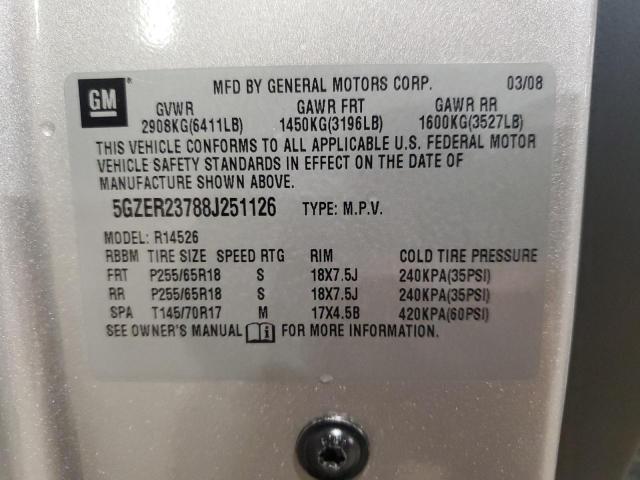 GM
MFD BY GENERAL MOTORS CORP. 03/08
GVWR GAWR FRT GAWR RR
2908KG(6411LB) 1450KG(3196LB) 1600KG(3527LB)
THIS VEHICLE CONFORMS TO ALL APPLICABLE U.S. FEDERAL MOTOR
VEHICLE SAFETY STANDARDS IN EFFECT ON THE DATE OF
MANUFACTURE SHOWN ABOVE.
5GZER23788J251126 TYPE: M.P.V.
MODEL: R14526
RBBM TIRE SIZE SPEED RTG RIM COLD TIRE PRESSURE
FRT P255/65R18 S 18X7.5J 240KPA(35PSI)
RR P255/65R18 S 18X7.5J 240KPA(35PSI)
SPA T145/70R17 M 17X4.5B 420KPA(60PSI)
SEE OWNER'S MANUAL i FOR MORE INFORMATION.